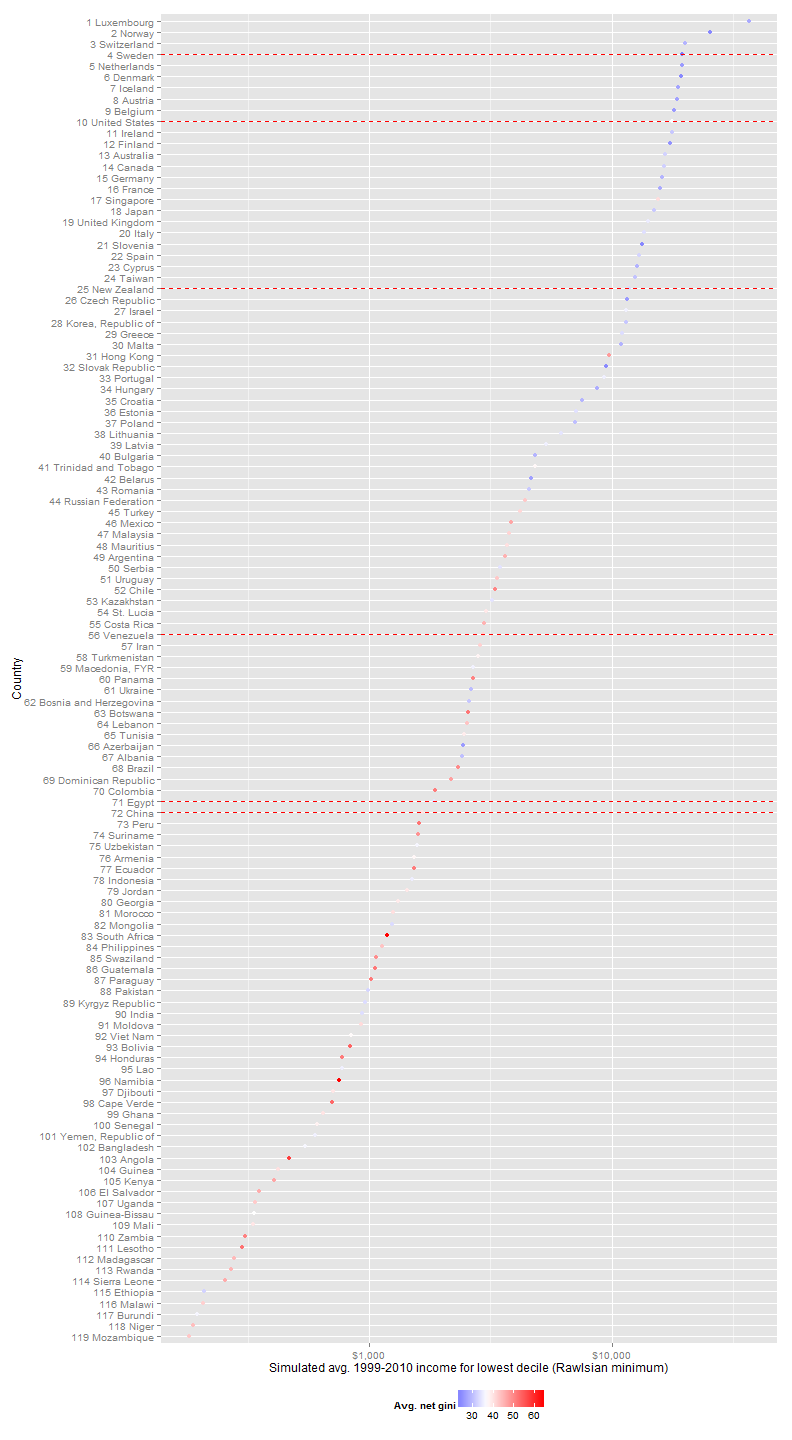 1 Luxembourg
2 Norway
3 Switzerland
4 Sweden
5 Netherlands
6 Denmark
7 Iceland
8 Austria
9 Belgium
10 United States
11 Ireland
12 Finland
13 Australia
14 Canada
15 Germany
16 France
17 Singapore
18 Japan
19 United Kingdom
20 Italy
21 Slovenia
22 Spain
23 Cyprus
24 Taiwan
25 New Zealand
26 Czech Republic
27 Israel
28 Korea, Republic of
29 Greece
30 Malta
31 Hong Kong
32 Slovak Republic
33 Portugal
34 Hungary
35 Croatia
36 Estonia
37 Poland
38 Lithuania
39 Latvia
40 Bulgaria
41 Trinidad and Tobago
42 Belarus
43 Romania
44 Russian Federation
45 Turkey
46 Mexico
47 Malaysia
48 Mauritius
49 Argentina
50 Serbia
51 Uruguay
52 Chile
53 Kazakhstan
54 St. Lucia
55 Costa Rica
56 Venezuela
57 Iran
58 Turkmenistan
59 Macedonia, FYR
60 Panama
61 Ukraine
62 Bosnia and Herzegovina
63 Botswana
64 Lebanon
65 Tunisia
66 Azerbaijan
67 Albania
68 Brazil
69 Dominican Republic
70 Colombia
71 Egypt
72 China
73 Peru
74 Suriname
75 Uzbekistan
76 Armenia
77 Ecuador
78 Indonesia
79 Jordan
80 Georgia
81 Morocco
82 Mongolia
83 South Africa
84 Philippines
85 Swaziland
86 Guatemala
87 Paraguay
88 Pakistan
89 Kyrgyz Republic
90 India
91 Moldova
92 Viet Nam
93 Bolivia
94 Honduras
95 Lao
96 Namibia
97 Djibouti
98 Cape Verde
99 Ghana
100 Senegal
101 Yemen, Republic of
102 Bangladesh
103 Angola
104 Guinea
105 Kenya
106 El Salvador
107 Uganda
108 Guinea-Bissau
109 Mali
110 Zambia
111 Lesotho
112 Madagascar
113 Rwanda
114 Sierra Leone
115 Ethiopia
116 Malawi
117 Burundi
118 Niger
119 Mozambique
Country
$1,000 $10,000
Simulated avg. 1999-2010 income for lowest decile (Rawlsian minimum)
Avg. net gini
30 40 50 60